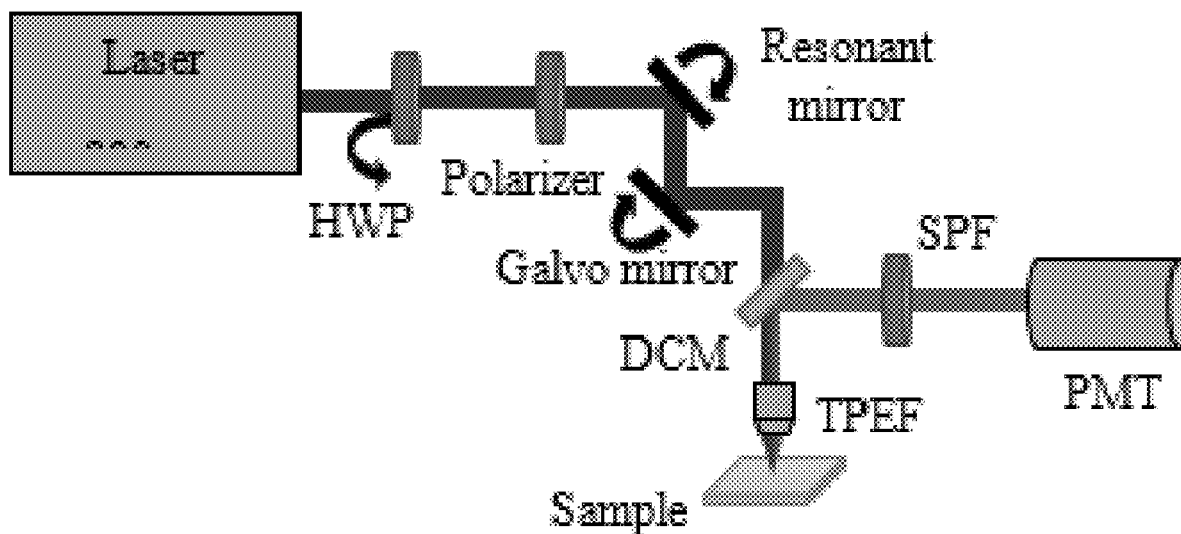 Laser
Resonant
mirror
Polarizer
HWP
Galvo mirror
SPF
DCM
PMT
TPEF
Sample